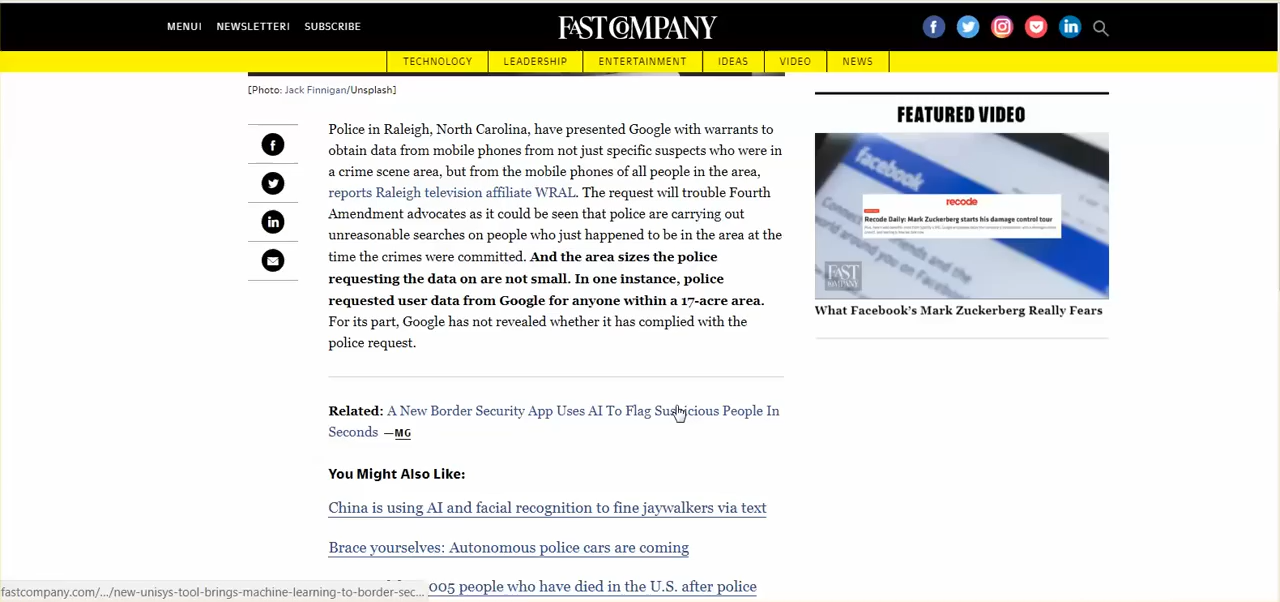 MENU!
NEWSLETTER!
SUBSCRIBE
FAST COMPANY
TECHNOLOGY
LEADERSHIP
ENTERTAINMENT
IDEAS
VIDEO
NEWS
[Photo: Jack Finnigan/Unsplash]
Police in Raleigh, North Carolina, have presented Google with warrants to
obtain data from mobile phones from not just specific suspects who were in
a crime scene area, but from the mobile phones of all people in the area,
reports Raleigh television affiliate WRAL. The request will trouble Fourth
Amendment advocates as it could be seen that police are carrying out
unreasonable searches on people who just happened to be in the area at the
time the crimes were committed. And the area sizes the police
requesting the data on are not small. In one instance, police
requested user data from Google for anyone within a 17-acre area.
For its part, Google has not revealed whether it has complied with the
police request.
Related: A New Border Security App Uses AI To Flag Suspicious People In
Seconds —MG
You Might Also Like:
China is using AI and facial recognition to fine jaywalkers via text
Brace yourselves: Autonomous police cars are coming
005 people who have died in the U.S. after police
FEATURED VIDEO
facebook
recode
Recode Daily: Mark Zuckerberg starts his damage control tour
FAST COMPANY
What Facebook's Mark Zuckerberg Really Fears
fastcompany.com/.../new-unisys-tool-brings-machine-learning-to-border-sec...